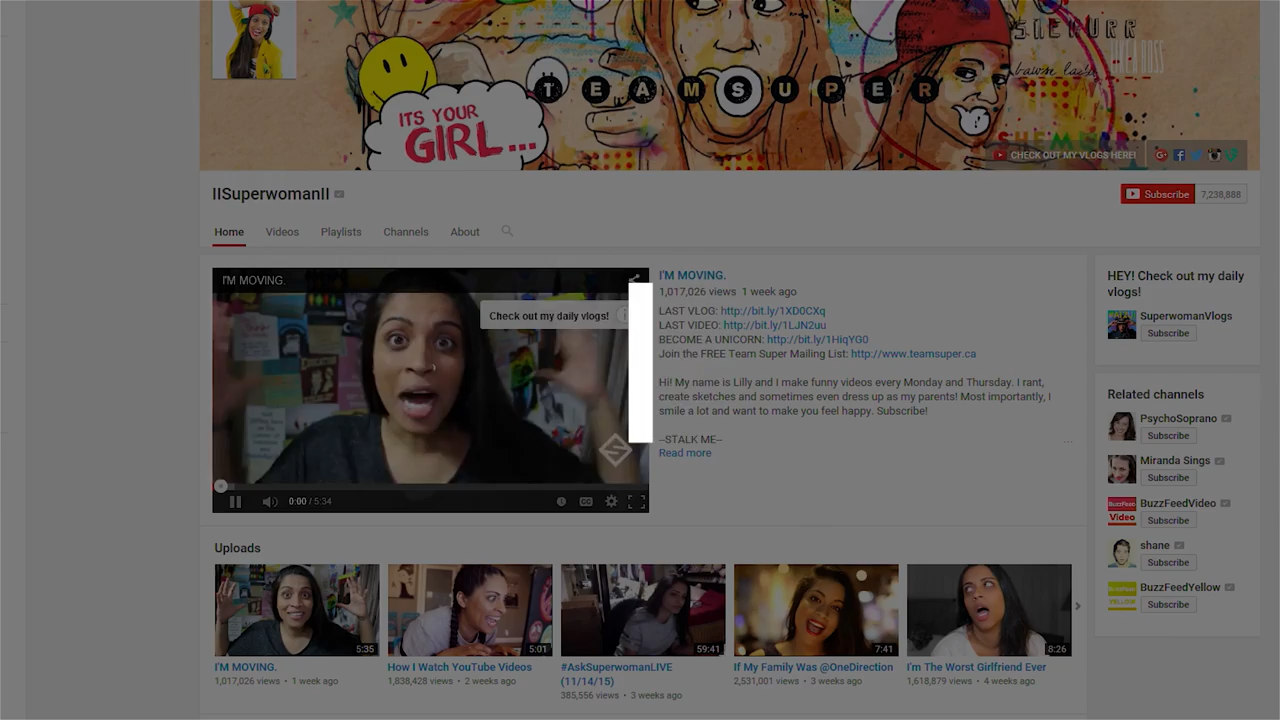 SHEMURR
LIKE A BOSS
bawse lady
TEAMSUPER
ITS YOUR
GIRL...
SHEMURR
CHECK OUT MY VLOGS HERE!
IISuperwomanII
Subscribe 7,238,888
Home Videos Playlists Channels About
I'M MOVING.
Check out my daily vlogs!
0:00 / 5:34
CC
I'M MOVING.
1,017,026 views 1 week ago
LAST VLOG: http://bit.ly/1XD0CXq
LAST VIDEO: http://bit.ly/1LJN2uu
BECOME A UNICORN: http://bit.ly/1HiqYG0
Join the FREE Team Super Mailing List: http://www.teamsuper.ca
Hi! My name is Lilly and I make funny videos every Monday and Thursday. I rant,
create sketches and sometimes even dress up as my parents! Most importantly, I
smile a lot and want to make you feel happy. Subscribe!
--STALK ME-- ...
Read more
HEY! Check out my daily
vlogs!
SuperwomanVlogs
Subscribe
Related channels
PsychoSoprano
Subscribe
Miranda Sings
Subscribe
BuzzFeed
Video
BuzzFeedVideo
Subscribe
shane
Subscribe
YELLOW
BuzzFeedYellow
Subscribe
Uploads
5:35
I'M MOVING.
1,017,026 views • 1 week ago
5:01
How I Watch YouTube Videos
1,838,428 views • 2 weeks ago
59:41
#AskSuperwomanLIVE
(11/14/15)
385,556 views • 3 weeks ago
7:41
If My Family Was @OneDirection
2,531,001 views • 3 weeks ago
8:26
I'm The Worst Girlfriend Ever
1,618,879 views • 4 weeks ago